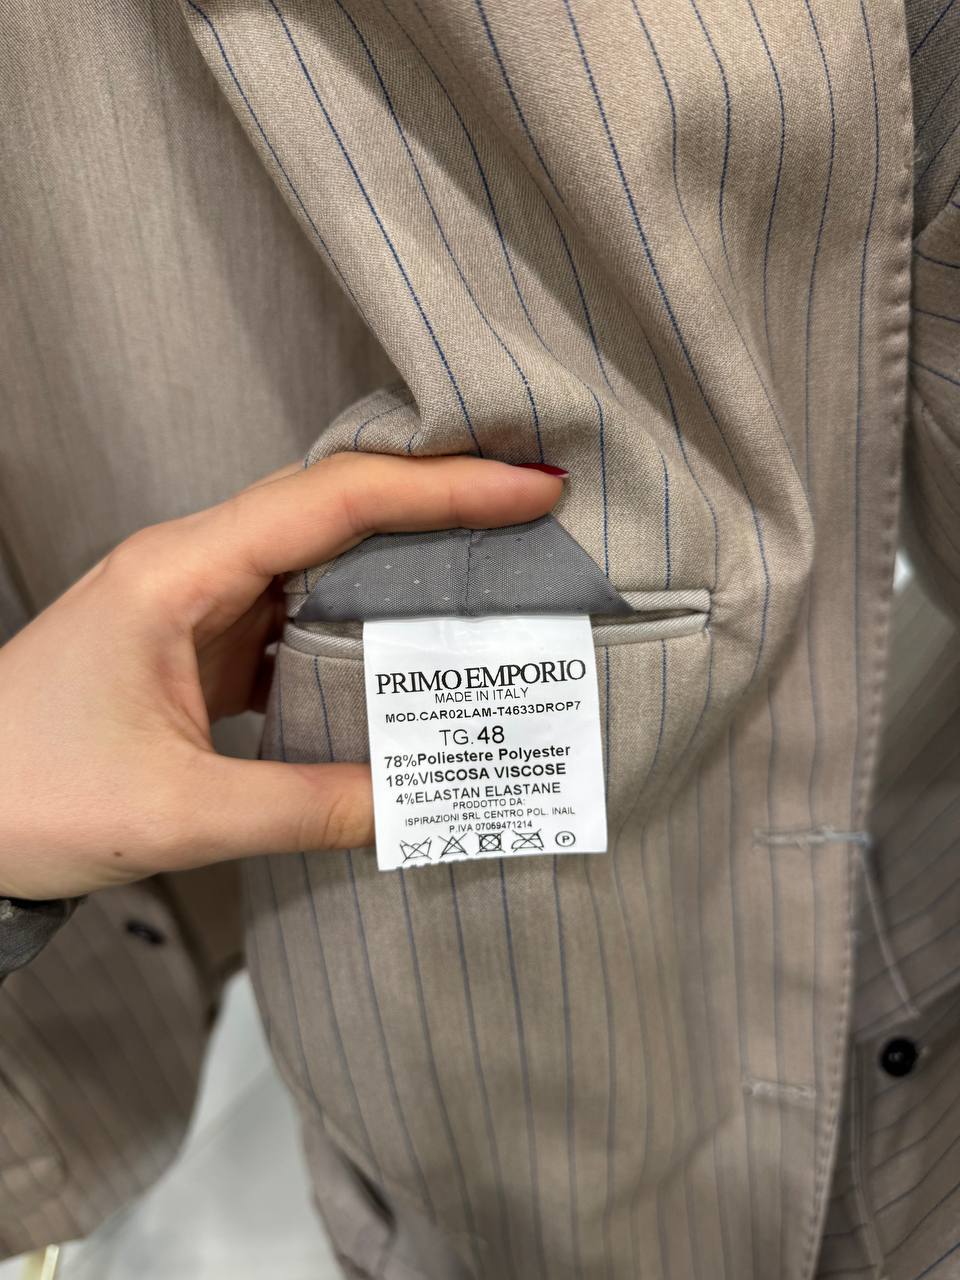 PRIMO EMPORIO
MADE IN ITALY
MOD.CAR02LAM-T4633DROP7
TG.48
78%Poliestere Polyester
18%VISCOSA VISCOSE
4%ELASTAN ELASTANE
PRODOTTO DA:
ISPIRAZIONI SRL CENTRO POL. INAIL
P.IVA 07069471214
P